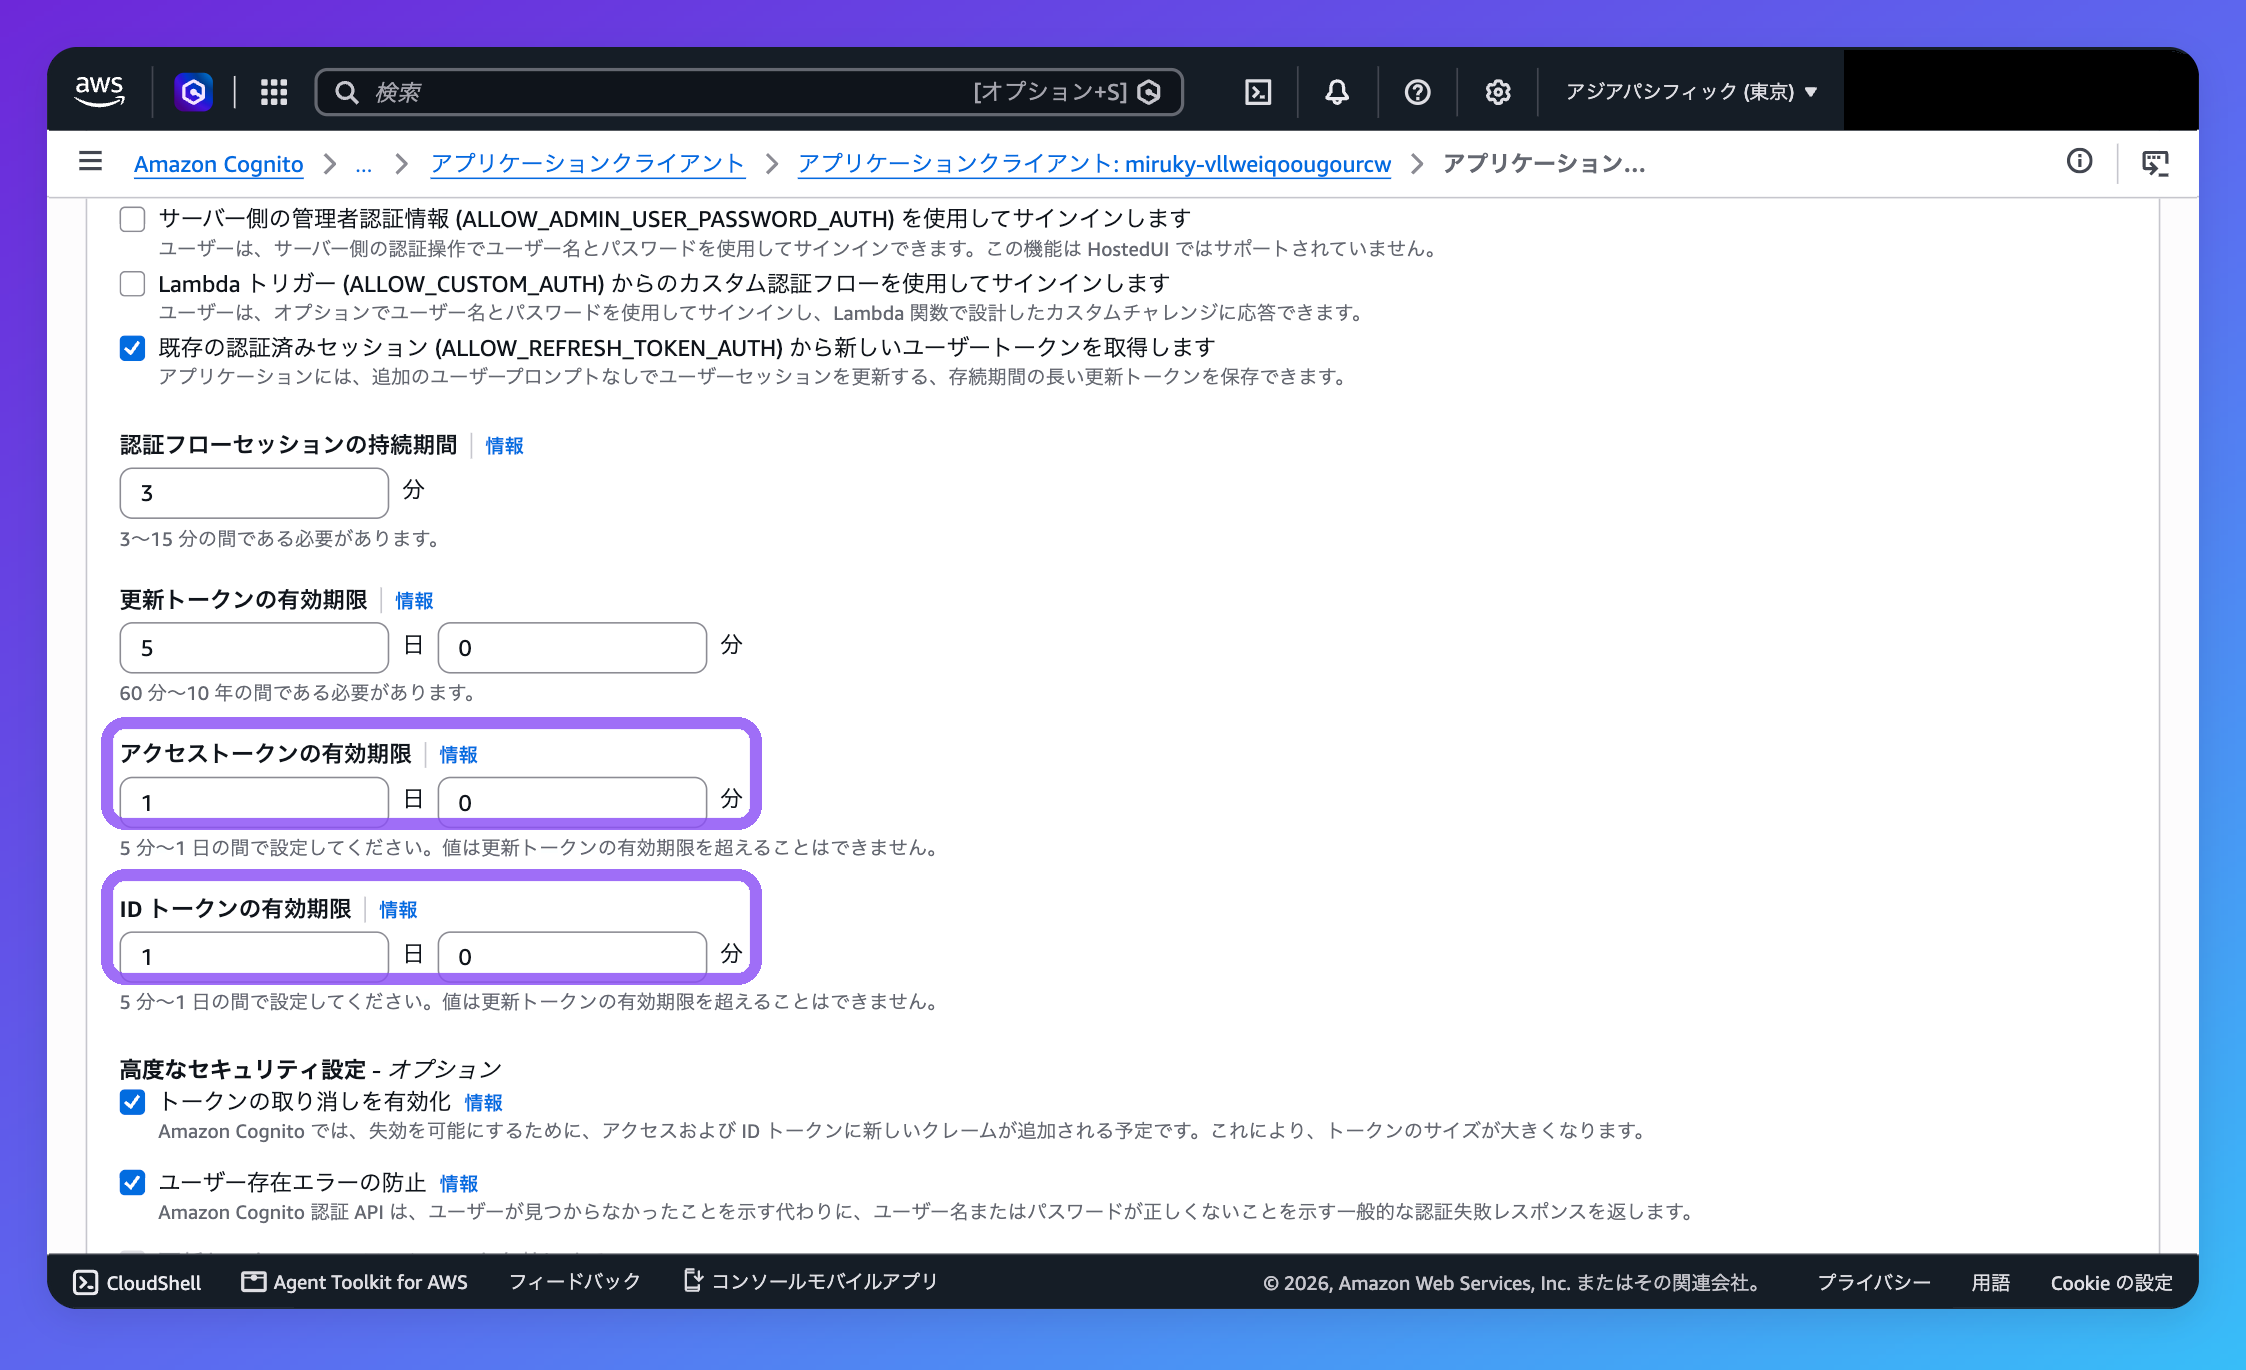 aws
検索 [オプション+S]
アジアパシフィック (東京) ▼
Amazon Cognito > ... > アプリケーションクライアント > アプリケーションクライアント: miruky-vllweiqoougourcw > アプリケーション...
サーバー側の管理者認証情報 (ALLOW_ADMIN_USER_PASSWORD_AUTH) を使用してサインインします
ユーザーは、サーバー側の認証操作でユーザー名とパスワードを使用してサインインできます。この機能は HostedUI ではサポートされていません。
Lambda トリガー (ALLOW_CUSTOM_AUTH) からのカスタム認証フローを使用してサインインします
ユーザーは、オプションでユーザー名とパスワードを使用してサインインし、Lambda 関数で設計したカスタムチャレンジに応答できます。
既存の認証済みセッション (ALLOW_REFRESH_TOKEN_AUTH) から新しいユーザートークンを取得します
アプリケーションには、追加のユーザープロンプトなしでユーザーセッションを更新する、存続期間の長い更新トークンを保存できます。
認証フローセッションの持続期間 情報
3 分
3〜15 分の間である必要があります。
更新トークンの有効期限 情報
5 日 0 分
60 分〜10 年の間である必要があります。
アクセストークンの有効期限 情報
1 日 0 分
5 分〜1 日の間で設定してください。値は更新トークンの有効期限を超えることはできません。
ID トークンの有効期限 情報
1 日 0 分
5 分〜1 日の間で設定してください。値は更新トークンの有効期限を超えることはできません。
高度なセキュリティ設定 - オプション
トークンの取り消しを有効化 情報
Amazon Cognito では、失効を可能にするために、アクセスおよび ID トークンに新しいクレームが追加される予定です。これにより、トークンのサイズが大きくなります。
ユーザー存在エラーの防止 情報
Amazon Cognito 認証 API は、ユーザーが見つからなかったことを示す代わりに、ユーザー名またはパスワードが正しくないことを示す一般的な認証失敗レスポンスを返します。
CloudShell Agent Toolkit for AWS フィードバック コンソールモバイルアプリ © 2026, Amazon Web Services, Inc. またはその関連会社。 プライバシー 用語 Cookie の設定